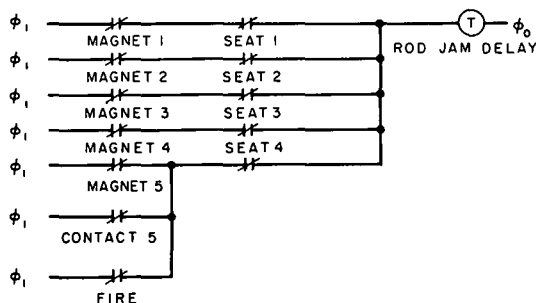 ϕ₁ T ϕ₀
MAGNET 1 SEAT 1
ROD JAM DELAY
ϕ₁
MAGNET 2 SEAT 2
ϕ₁
MAGNET 3 SEAT3
ϕ₁
MAGNET 4 SEAT 4
ϕ₁
MAGNET 5
ϕ₁
CONTACT 5
ϕ₁
FIRE